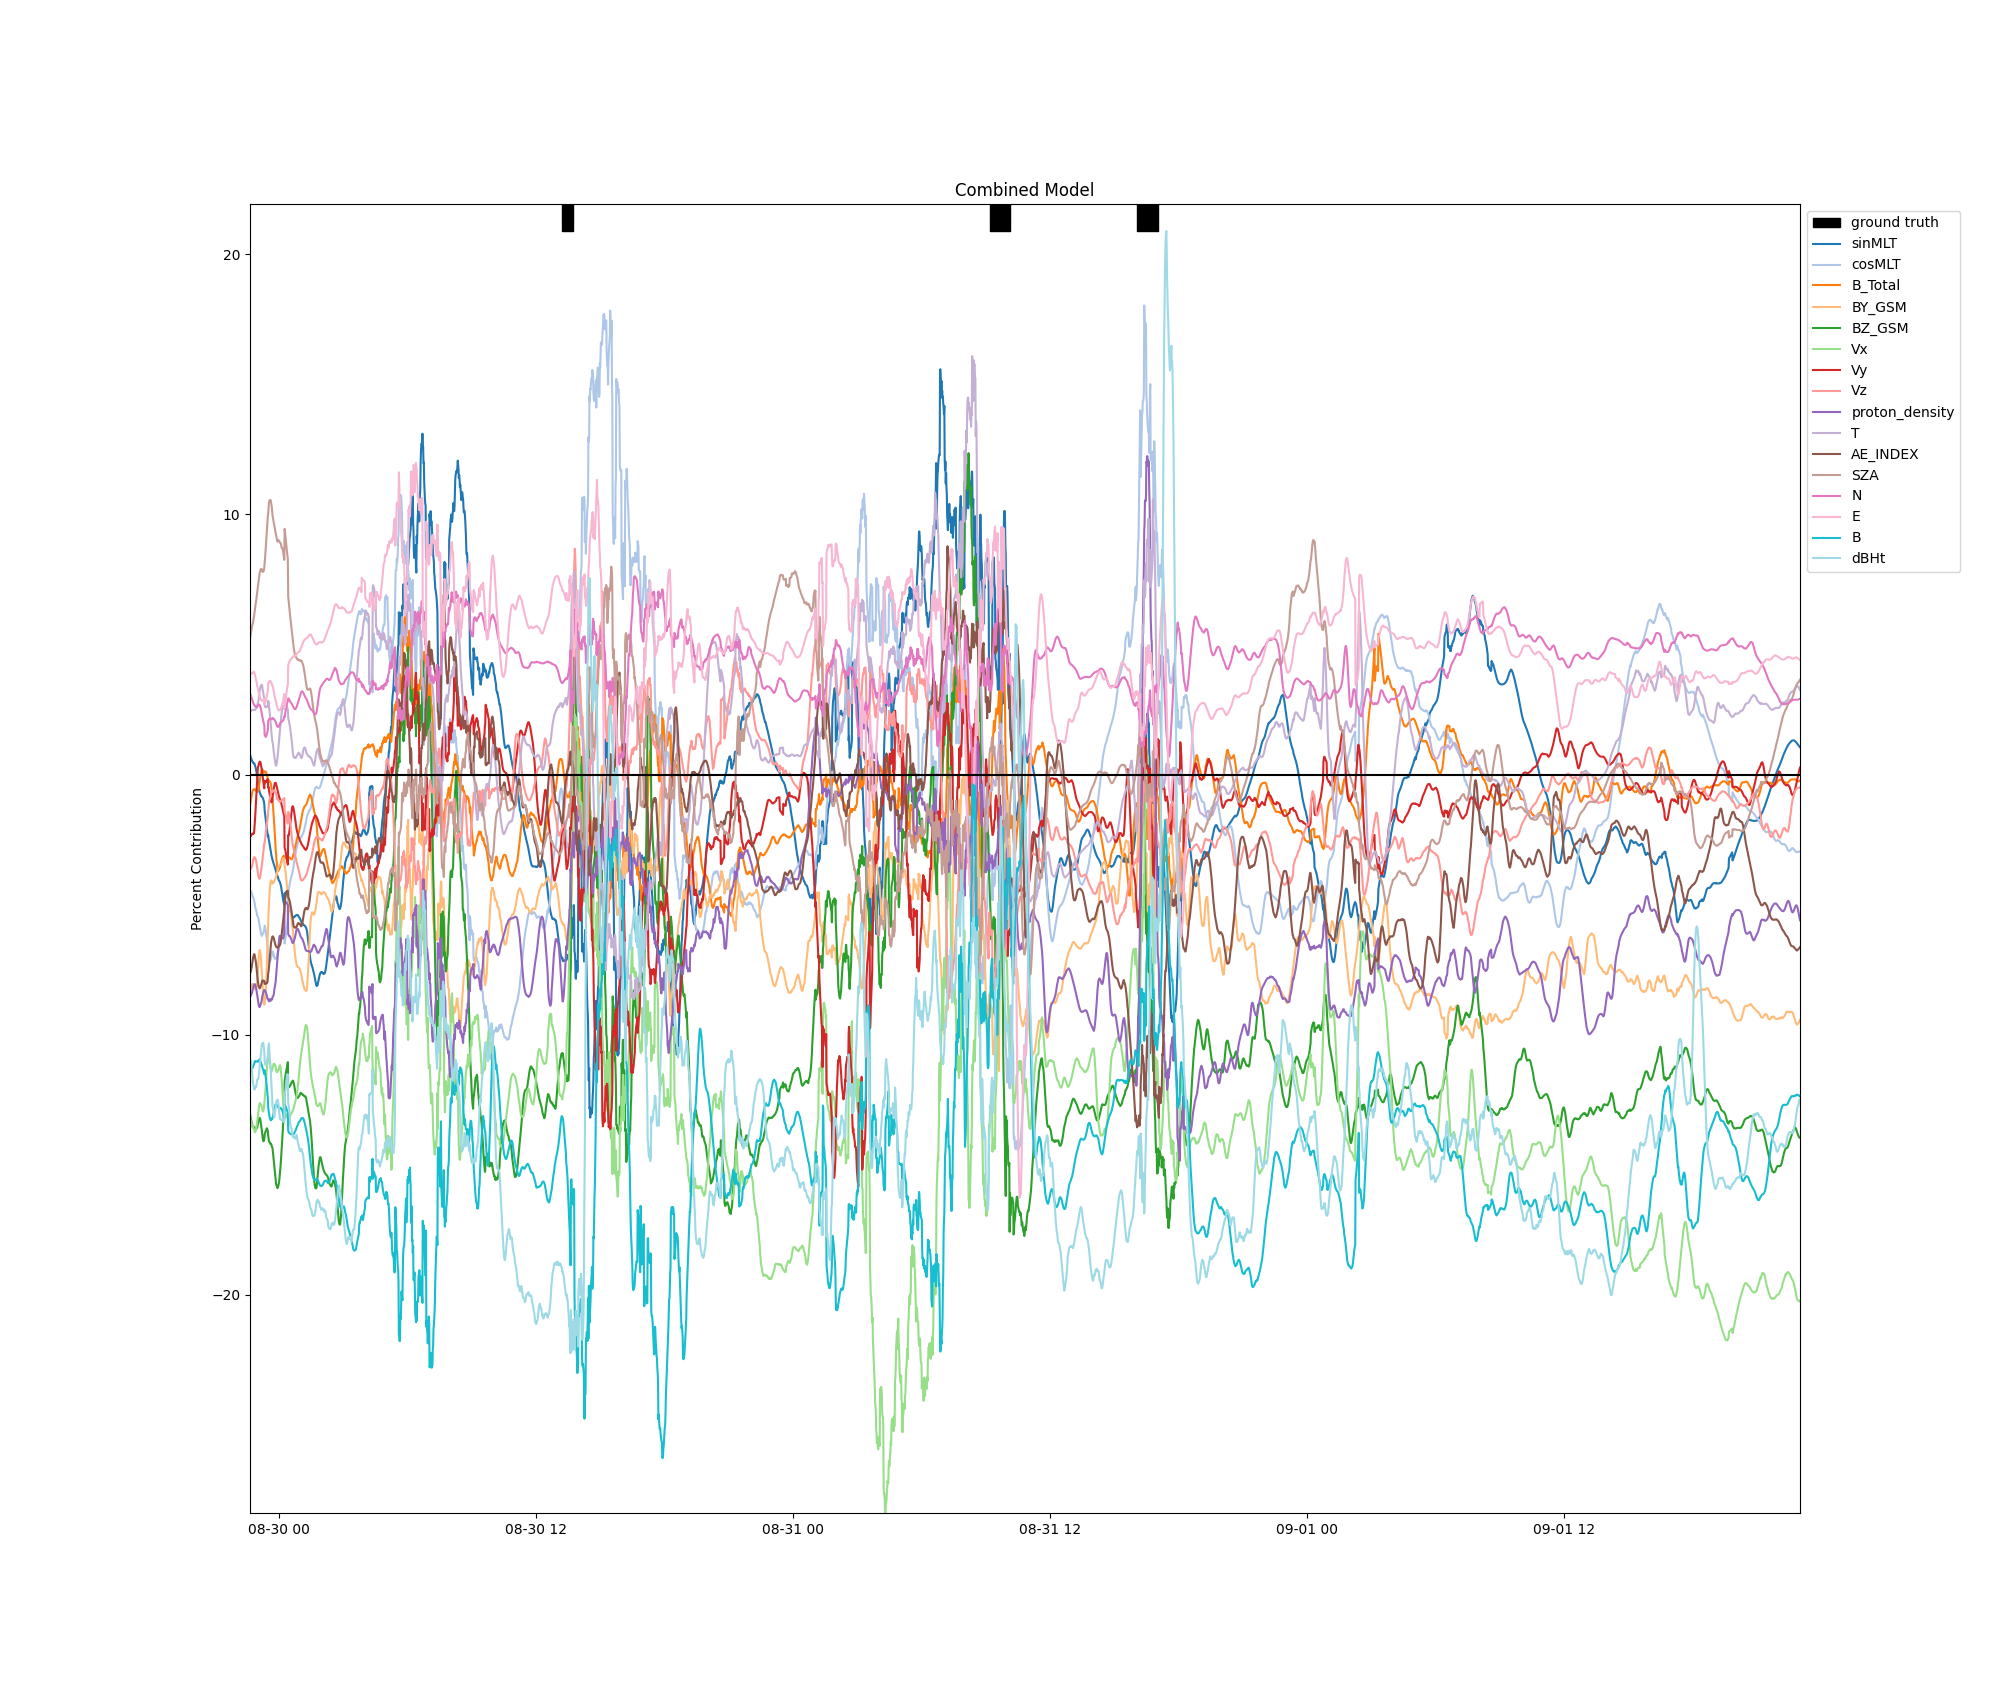 Combined Model
Percent Contribution
20
10
0
−10
−20
08-30 00
08-30 12
08-31 00
08-31 12
09-01 00
09-01 12
ground truth
sinMLT
cosMLT
B_Total
BY_GSM
BZ_GSM
Vx
Vy
Vz
proton_density
T
AE_INDEX
SZA
N
E
B
dBHt